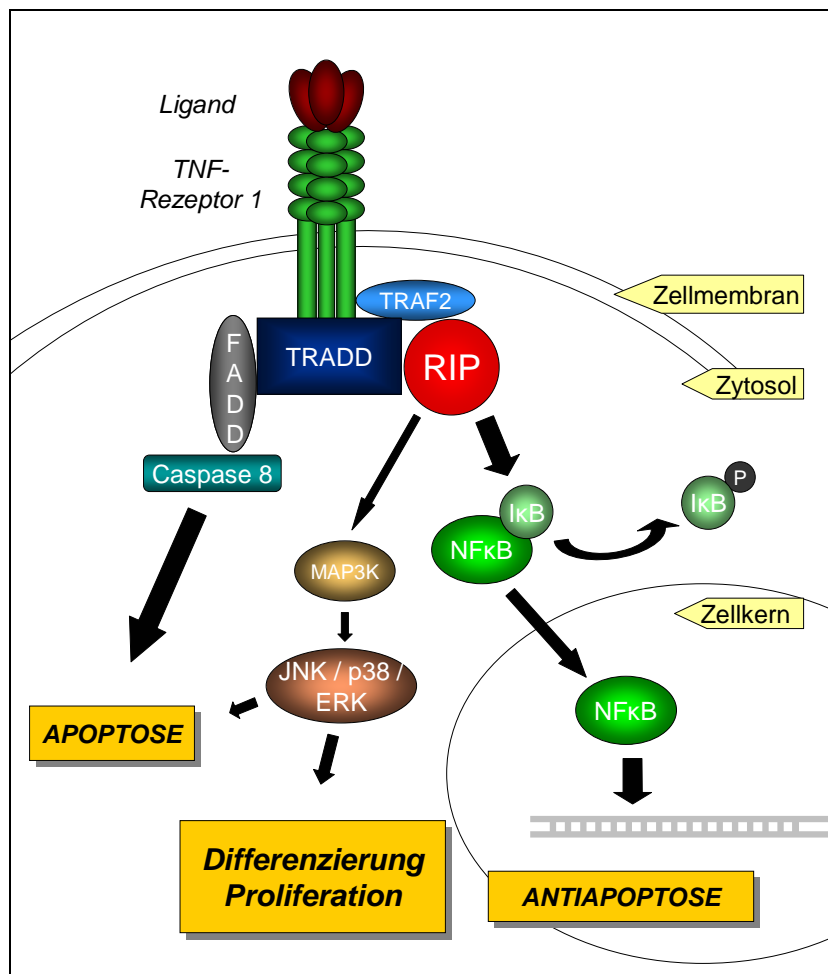 Ligand
TNF-
Rezeptor 1
Zellmembran
TRAF2
F
A
D
D
TRADD
RIP
Zytosol
Caspase 8
P
IκB
IκB
NFκB
MAP3K
Zellkern
JNK / p38 /
ERK
NFκB
APOPTOSE
Differenzierung
Proliferation
ANTIAPOPTOSE